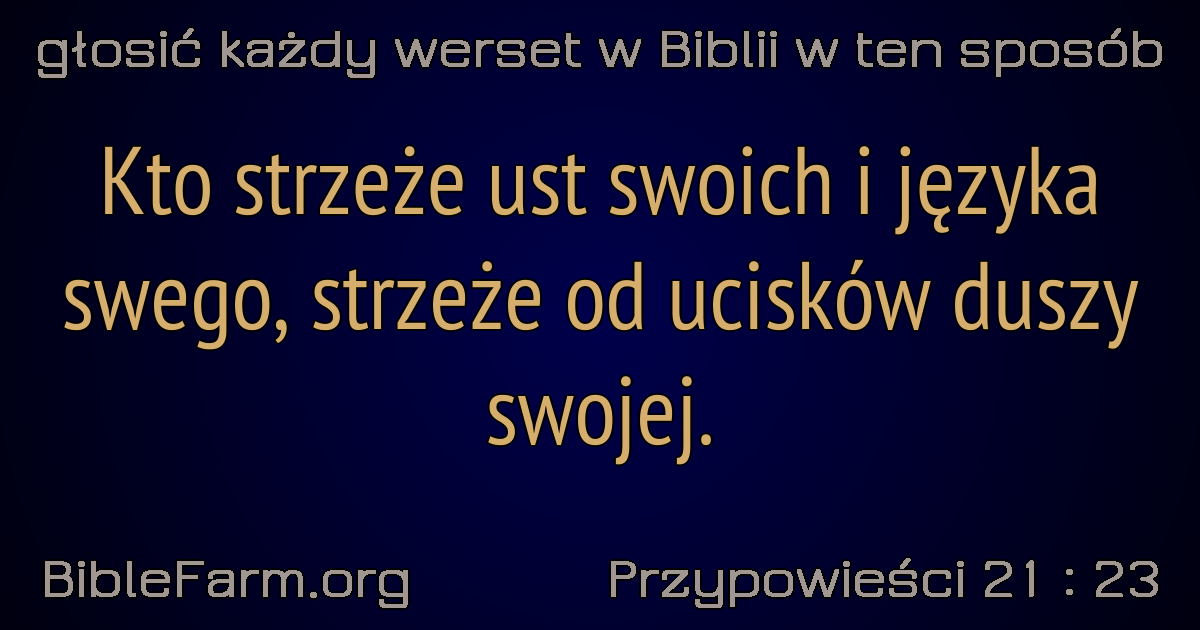 głosić każdy werset w Biblii w ten sposób
Kto strzeże ust swoich i języka
swego, strzeże od ucisków duszy
swojej.
BibleFarm.org
Przypowieści 21 : 23